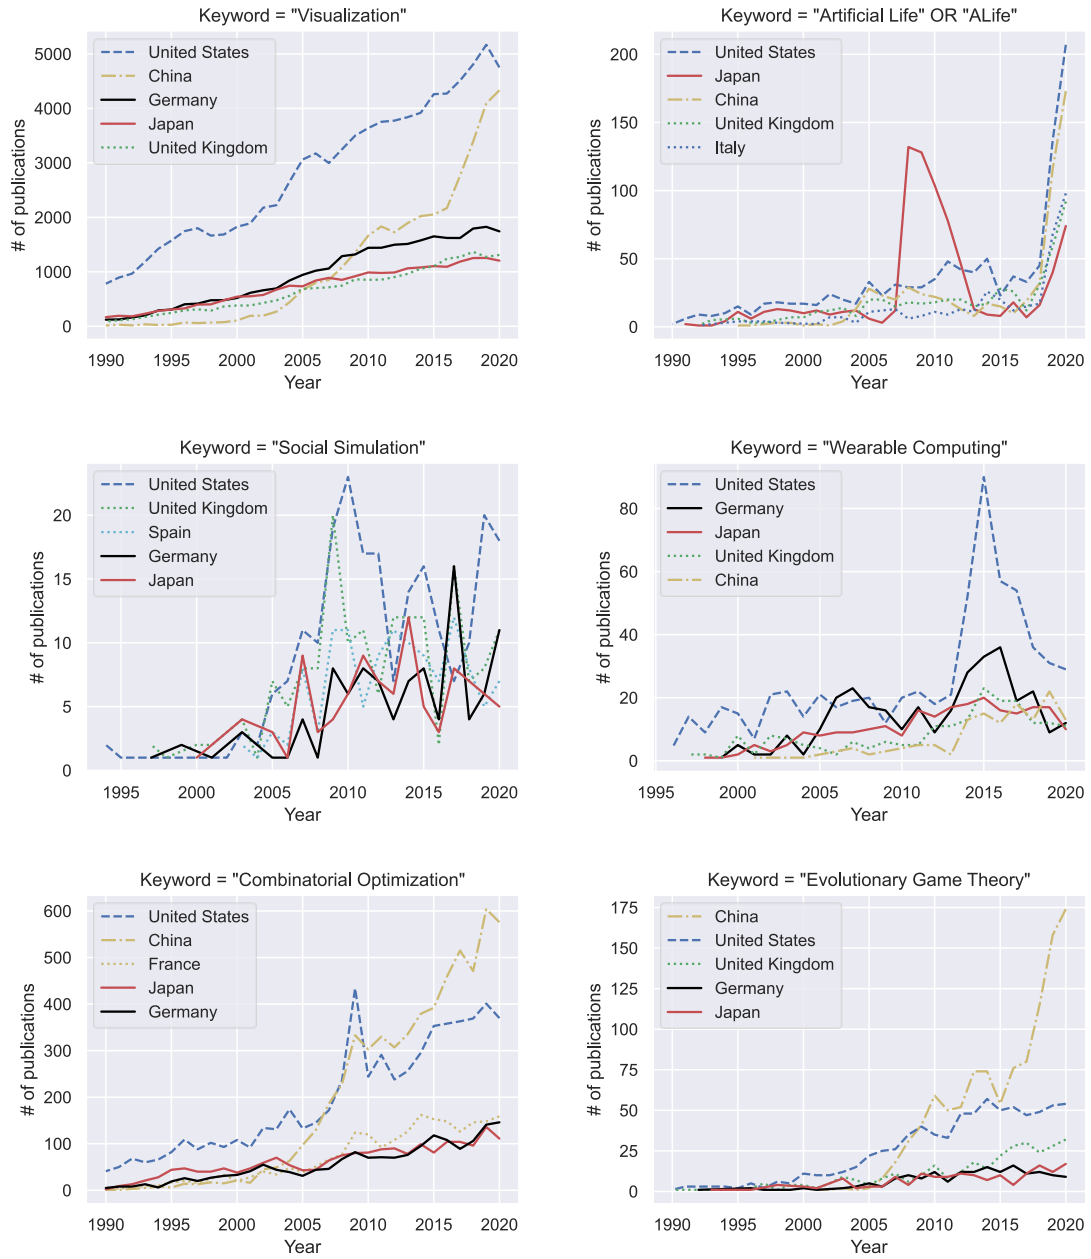 Keyword = "Visualization"
# of publications
5000
4000
3000
2000
1000
0
United States
China
Germany
Japan
United Kingdom
1990 1995 2000 2005 2010 2015 2020
Year
Keyword = "Artificial Life" OR "ALife"
# of publications
200
150
100
50
0
United States
Japan
China
United Kingdom
Italy
1990 1995 2000 2005 2010 2015 2020
Year
Keyword = "Social Simulation"
# of publications
20
15
10
5
0
United States
United Kingdom
Spain
Germany
Japan
1995 2000 2005 2010 2015 2020
Year
Keyword = "Wearable Computing"
# of publications
80
60
40
20
0
United States
Germany
Japan
United Kingdom
China
1995 2000 2005 2010 2015 2020
Year
Keyword = "Combinatorial Optimization"
# of publications
600
500
400
300
200
100
0
United States
China
France
Japan
Germany
1990 1995 2000 2005 2010 2015 2020
Year
Keyword = "Evolutionary Game Theory"
# of publications
175
150
125
100
75
50
25
0
China
United States
United Kingdom
Germany
Japan
1990 1995 2000 2005 2010 2015 2020
Year